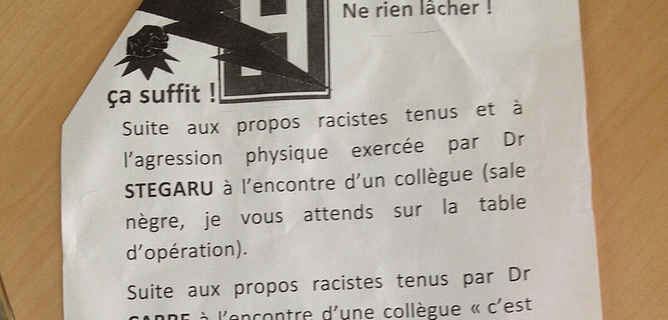 Ne rien lâcher !
H
ça suffit !
Suite aux propos racistes tenus et à
l'agression physique exercée par Dr
STEGARU à l'encontre d'un collègue (sale
nègre, je vous attends sur la table
d'opération).
Suite aux propos racistes tenus par Dr
à l'encontre d'une collègue « c'est